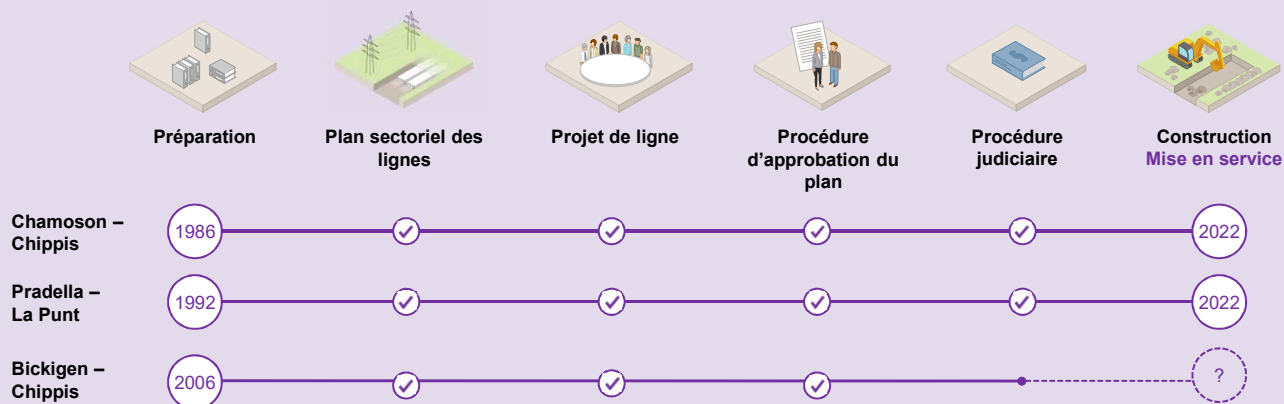 Préparation
Plan sectoriel des
lignes
Projet de ligne
Procédure
d'approbation du
plan
Procédure
judiciaire
Construction
Mise en service
Chamoson –
Chippis
1986
2022
Pradella –
La Punt
1992
2022
Bickigen –
Chippis
2006
?